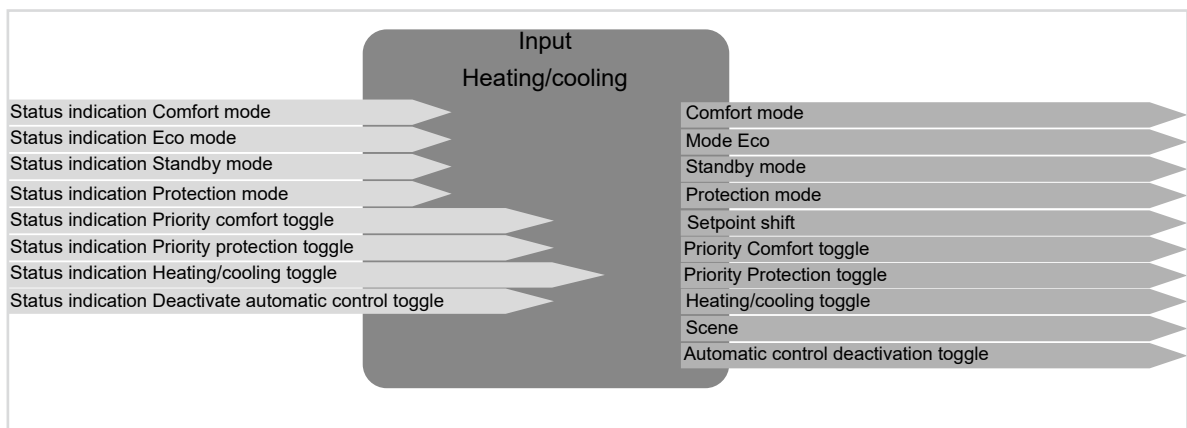 Input
Heating/cooling
Status indication Comfort mode
Status indication Eco mode
Status indication Standby mode
Status indication Protection mode
Status indication Priority comfort toggle
Status indication Priority protection toggle
Status indication Heating/cooling toggle
Status indication Deactivate automatic control toggle
Comfort mode
Mode Eco
Standby mode
Protection mode
Setpoint shift
Priority Comfort toggle
Priority Protection toggle
Heating/cooling toggle
Scene
Automatic control deactivation toggle